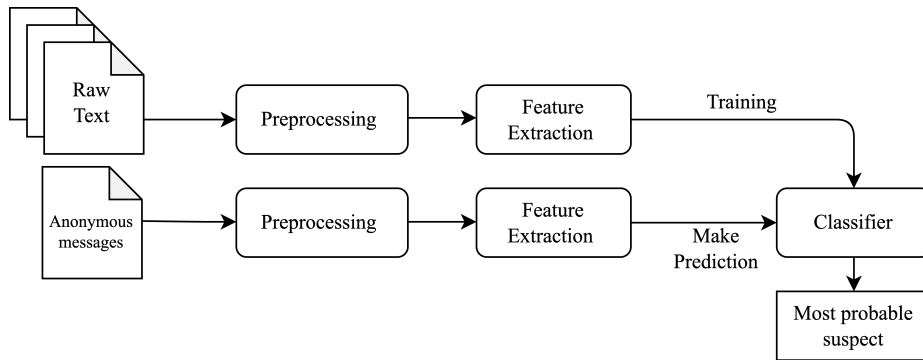 Raw
Text
Preprocessing
Feature
Extraction
Training
Anonymous
messages
Preprocessing
Feature
Extraction
Make
Prediction
Classifier
Most probable
suspect